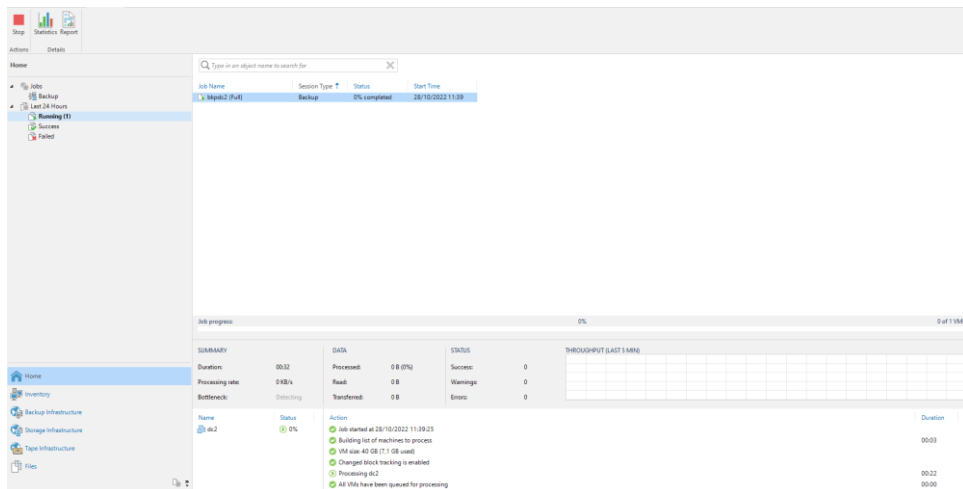 Stop Statistics Report
Actions Details
Home
Type in an object name to search for
Jobs
Backup
Last 24 Hours
Running (1)
Success
Failed
Job Name Session Type Status Start Time
bkpdc2 (Full) Backup 0% completed 28/10/2022 11:39
Job progress: 0% 0 of 1 VM
SUMMARY DATA STATUS THROUGHPUT (LAST 5 MIN)
Duration: 00:32 Processed: 0 B (0%) Success: 0
Processing rate: 0 KB/s Read: 0 B Warnings: 0
Bottleneck: Detecting Transferred: 0 B Errors: 0
Name Status Action Duration
dc2 0% Job started at 28/10/2022 11:39:25
Building list of machines to process 00:03
VM size: 40 GB (7,1 GB used)
Changed block tracking is enabled
Processing dc2 00:22
All VMs have been queued for processing 00:00
Home
Inventory
Backup Infrastructure
Storage Infrastructure
Tape Infrastructure
Files